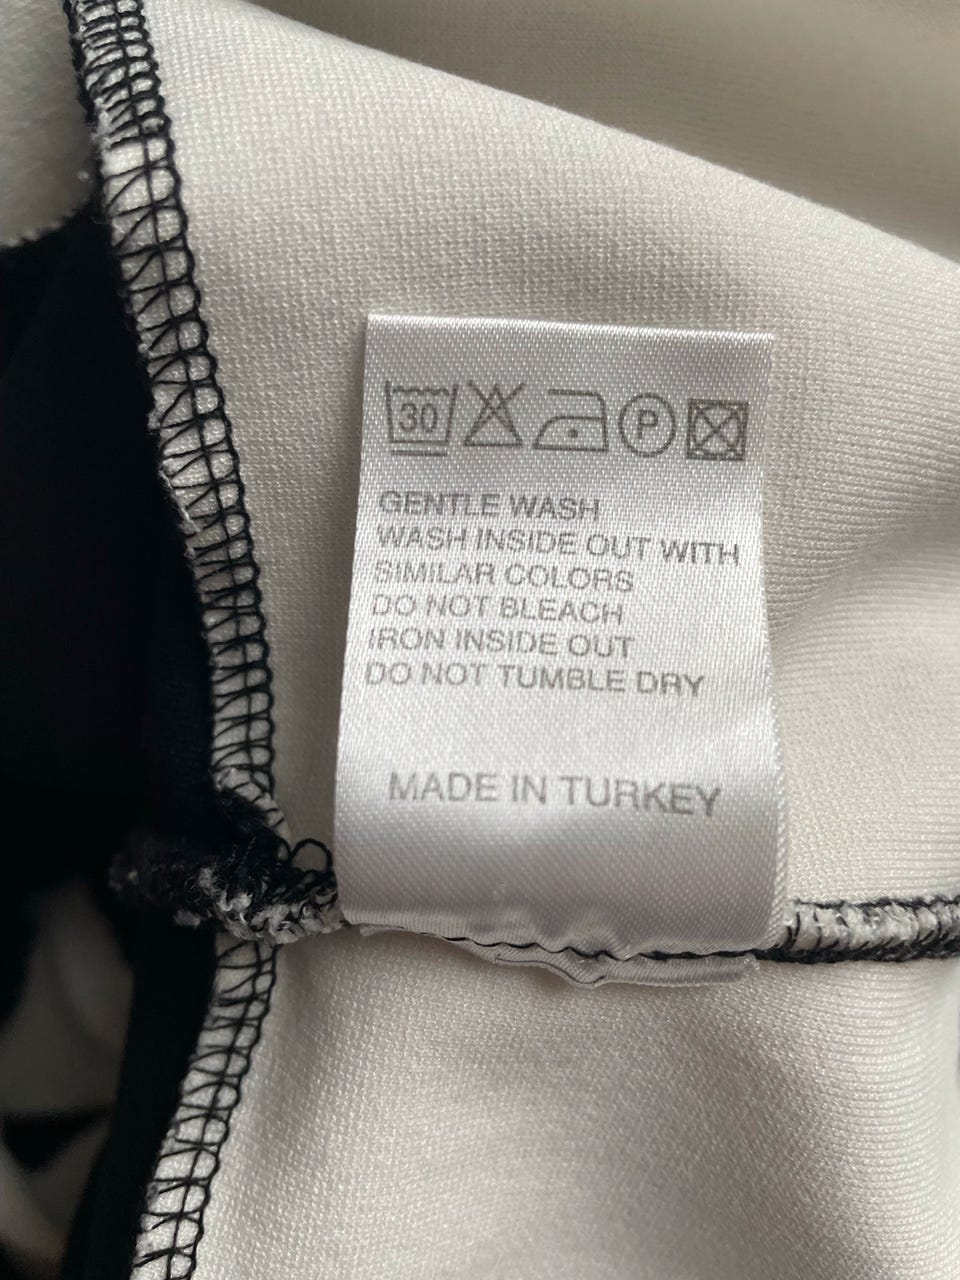 30 P
GENTLE WASH
WASH INSIDE OUT WITH
SIMILAR COLORS
DO NOT BLEACH
IRON INSIDE OUT
DO NOT TUMBLE DRY
MADE IN TURKEY